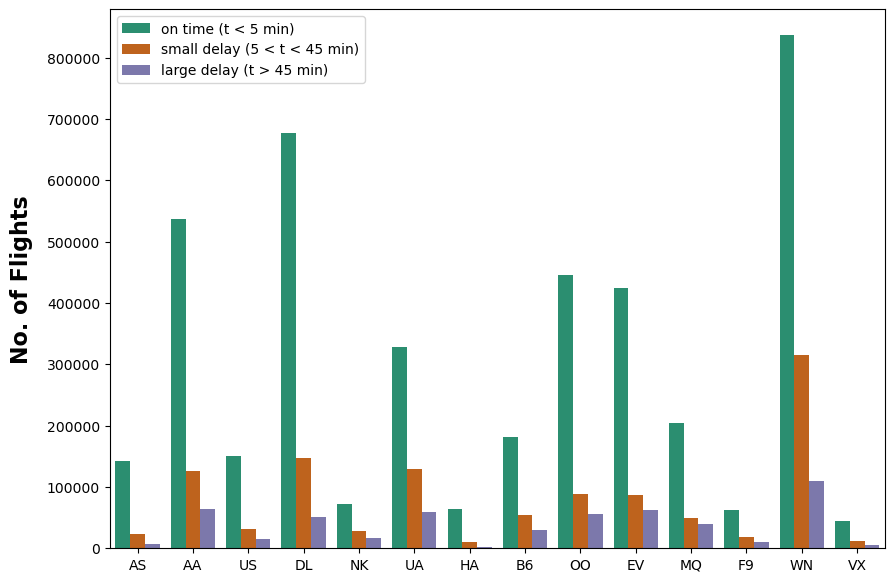 on time (t < 5 min)
small delay (5 < t < 45 min)
large delay (t > 45 min)
No. of Flights
800000
700000
600000
500000
400000
300000
200000
100000
0
AS AA US DL NK UA HA B6 OO EV MQ F9 WN VX